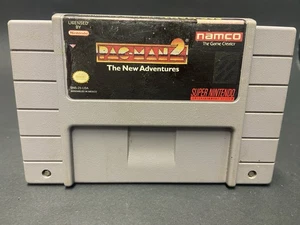 LICENSED
BY
Nintendo
PAC-MAN 2
The New Adventures
namco
The Game Creator
SUPER NINTENDO